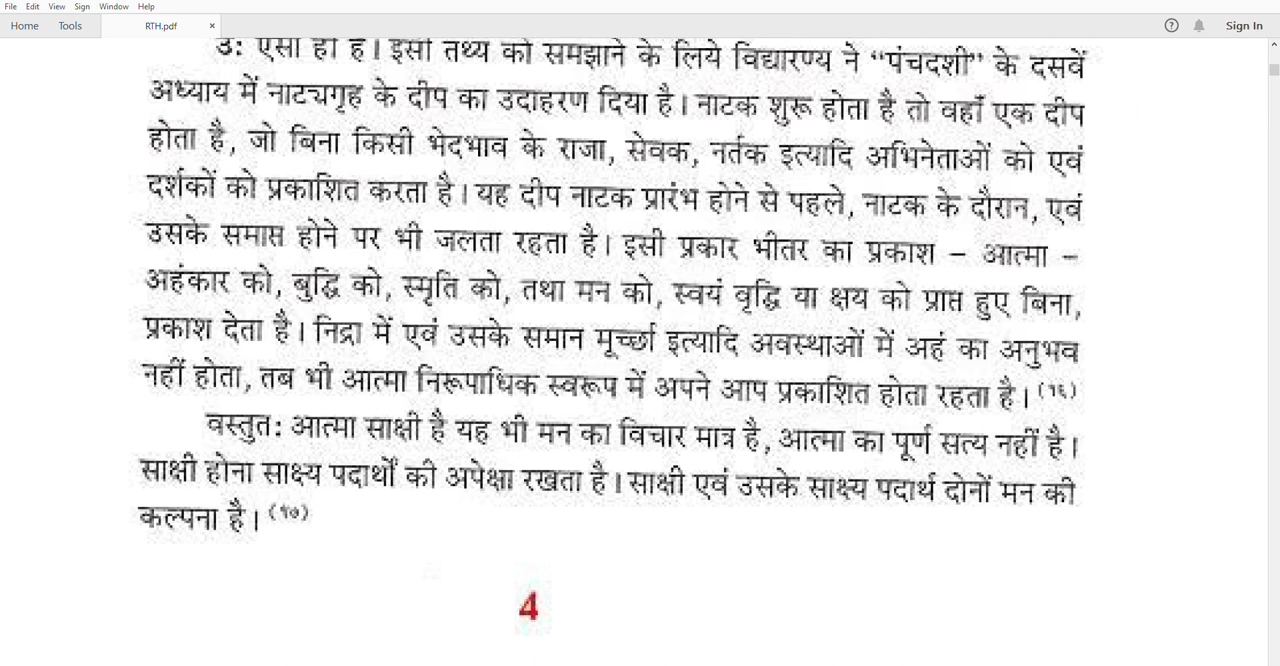 File Edit View Sign Window Help
Home Tools RTH.pdf × ? Sign In
उ: ऐसा ही है। इसी तथ्य को समझाने के लिये विद्यारण्य ने “पंचदशी” के दसवें
अध्याय में नाट्यगृह के दीप का उदाहरण दिया है। नाटक शुरू होता है तो वहाँ एक दीप
होता है, जो बिना किसी भेदभाव के राजा, सेवक, नर्तक इत्यादि अभिनेताओं को एवं
दर्शकों को प्रकाशित करता है। यह दीप नाटक प्रारंभ होने से पहले, नाटक के दौरान, एवं
उसके समाप्त होने पर भी जलता रहता है। इसी प्रकार भीतर का प्रकाश – आत्मा –
अहंकार को, बुद्धि को, स्मृति को, तथा मन को, स्वयं वृद्धि या क्षय को प्राप्त हुए बिना,
प्रकाश देता है। निद्रा में एवं उसके समान मूर्च्छा इत्यादि अवस्थाओं में अहं का अनुभव
नहीं होता, तब भी आत्मा निरूपाधिक स्वरूप में अपने आप प्रकाशित होता रहता है। (१६)
वस्तुत: आत्मा साक्षी है यह भी मन का विचार मात्र है, आत्मा का पूर्ण सत्य नहीं है।
साक्षी होना साक्ष्य पदार्थों की अपेक्षा रखता है। साक्षी एवं उसके साक्ष्य पदार्थ दोनों मन की
कल्पना है। (१७)
4